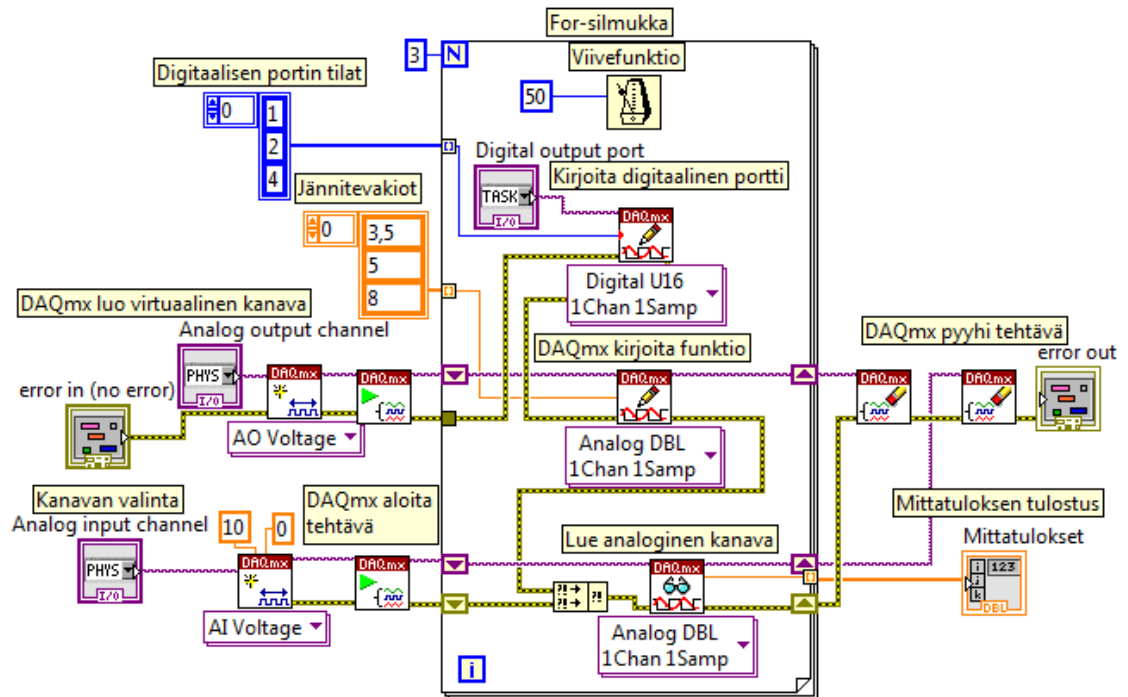 For-silmukka
3
N
Viivefunktio
50
Digitaalisen portin tilat
0
1
2
4
Digital output port
Kirjoita digitaalinen portti
TASK
I/O
DAQmx
Digital U16
1Chan 1Samp
Jännitevakiot
0
3,5
5
8
DAQmx luo virtuaalinen kanava
Analog output channel
PHYS
I/O
error in (no error)
DAQmx
AO Voltage
DAQmx
DAQmx kirjoita funktio
DAQmx
Analog DBL
1Chan 1Samp
DAQmx pyyhi tehtävä
error out
DAQmx
DAQmx
Kanavan valinta
Analog input channel
PHYS
I/O
10
0
DAQmx aloita
tehtävä
DAQmx
AI Voltage
DAQmx
Lue analoginen kanava
DAQmx
?!
?!
?!
Analog DBL
1Chan 1Samp
Mittatuloksen tulostus
Mittatulokset
i
j
k
123
DBL
i